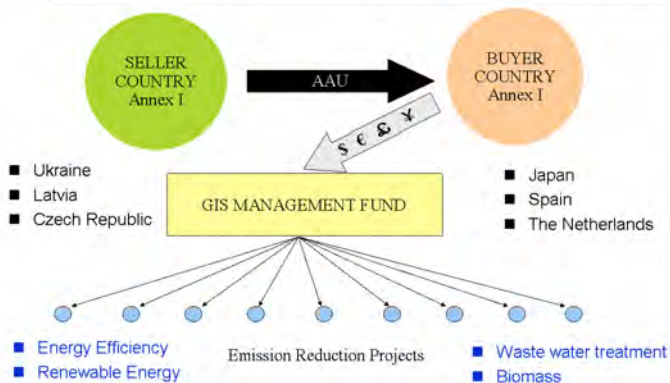 SELLER
COUNTRY
Annex I
AAU
BUYER
COUNTRY
Annex I
$ € £ ¥
■ Ukraine
■ Latvia
■ Czech Republic
GIS MANAGEMENT FUND
■ Japan
■ Spain
■ The Netherlands
■ Energy Efficiency
■ Renewable Energy
Emission Reduction Projects
■ Waste water treatment
■ Biomass